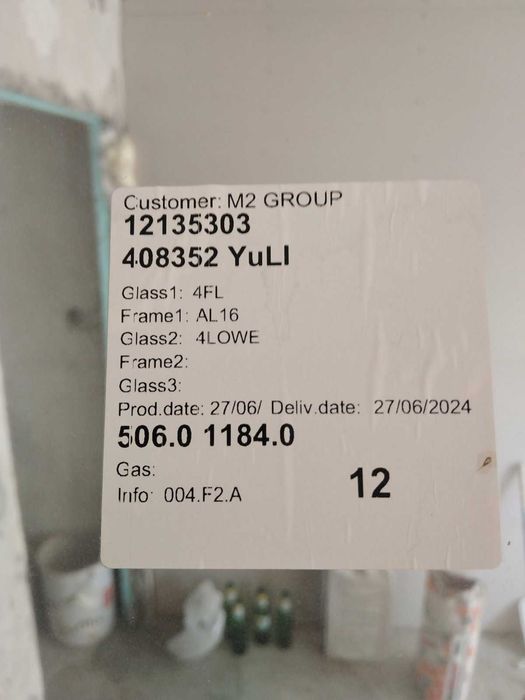 Customer: M2 GROUP
12135303
408352 YuLI
Glass1: 4FL
Frame1: AL16
Glass2: 4LOWE
Frame2:
Glass3:
Prod.date: 27/06/ Deliv.date: 27/06/2024
506.0 1184.0
Gas:
12
Info: 004.F2.A